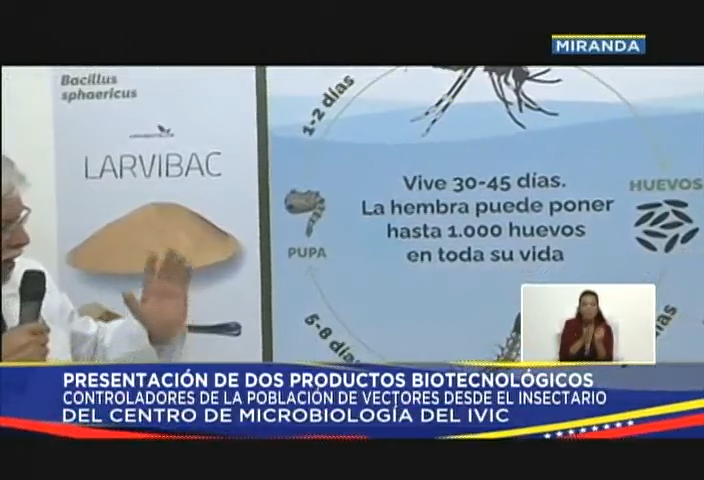 MIRANDA
Bacillus
sphaericus
LARVIBAC
1-2 días
Vive 30-45 días.
La hembra puede poner
hasta 1.000 huevos
en toda su vida
HUEVOS
PUPA
5-8 días
días
PRESENTACIÓN DE DOS PRODUCTOS BIOTECNOLÓGICOS
CONTROLADORES DE LA POBLACIÓN DE VECTORES DESDE EL INSECTARIO
DEL CENTRO DE MICROBIOLOGÍA DEL IVIC